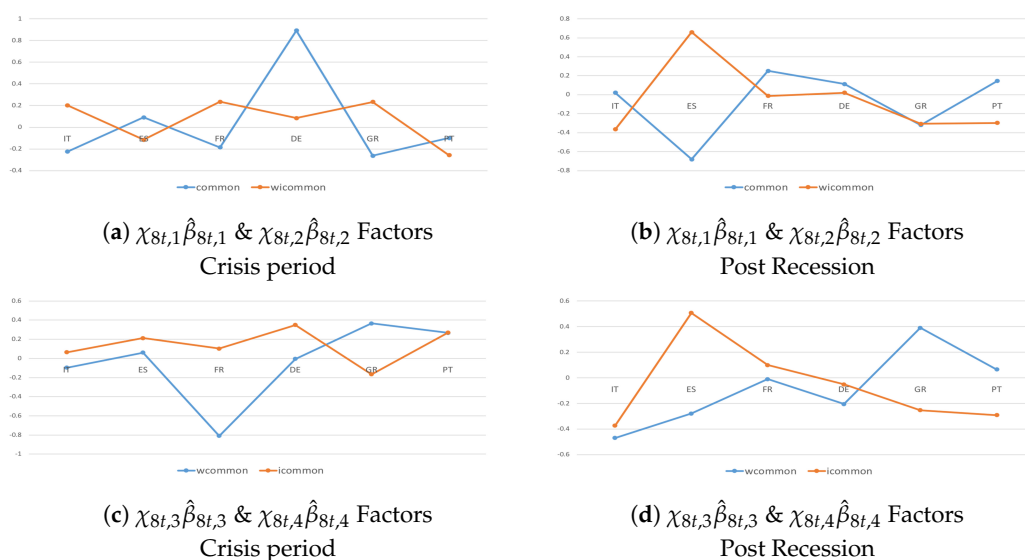 1
0.8
0.6
0.4
0.2
0
-0.2
-0.4
IT ES FR DE GR PT
common wicommon
(a) χ8t,1β̂8t,1 & χ8t,2β̂8t,2 Factors
Crisis period
0.8
0.6
0.4
0.2
0
-0.2
-0.4
-0.6
-0.8
IT ES FR DE GR PT
common wicommon
(b) χ8t,1β̂8t,1 & χ8t,2β̂8t,2 Factors
Post Recession
0.6
0.4
0.2
0
-0.2
-0.4
-0.6
-0.8
-1
IT ES FR DE GR PT
wcommon icommon
(c) χ8t,3β̂8t,3 & χ8t,4β̂8t,4 Factors
Crisis period
0.6
0.4
0.2
0
-0.2
-0.4
-0.6
IT ES FR DE GR PT
wcommon icommon
(d) χ8t,3β̂8t,3 & χ8t,4β̂8t,4 Factors
Post Recession